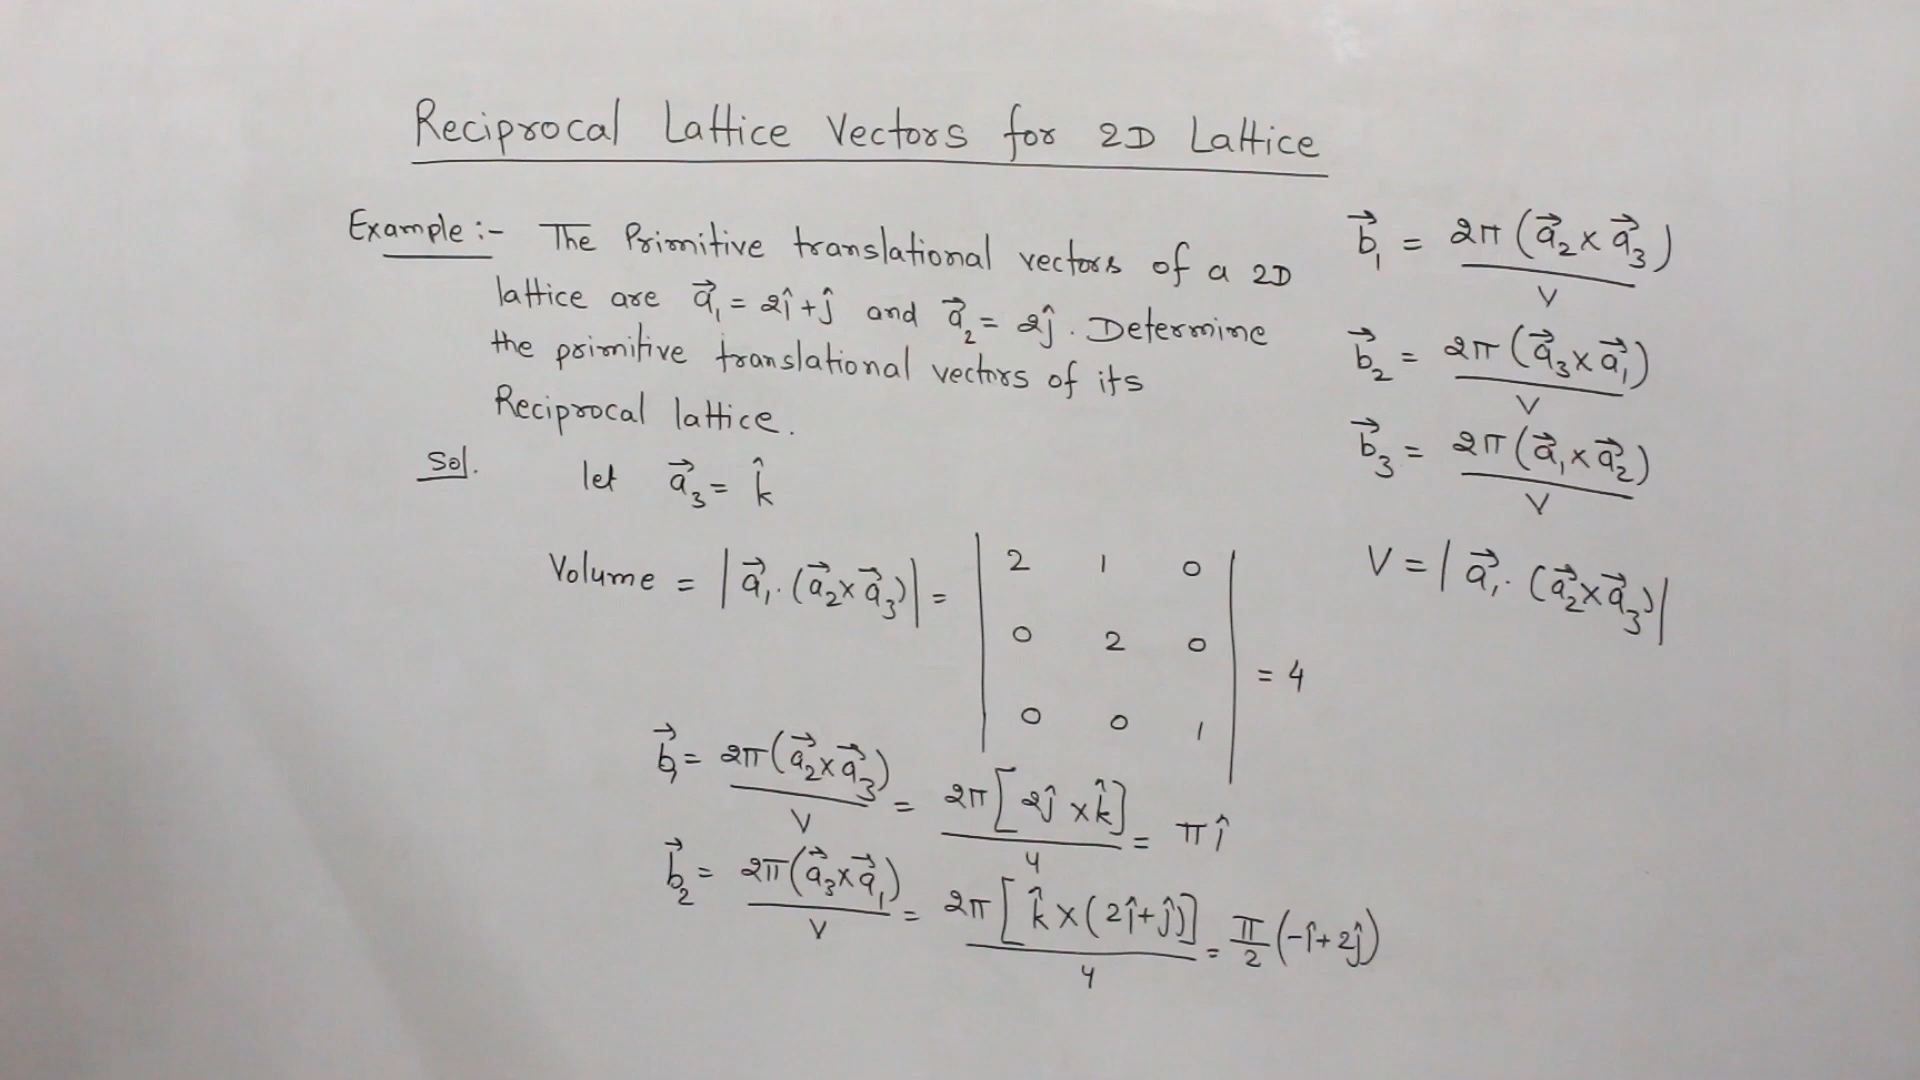 Reciprocal Lattice Vectors for 2D Lattice
Example :- The Primitive translational vectors of a 2D
lattice are a⃗₁ = 2î + ĵ and a⃗₂ = 2ĵ. Determine
the primitive translational vectors of its
Reciprocal lattice.
Sol. let a⃗₃ = k̂
Volume = |a⃗₁·(a⃗₂×a⃗₃)| = | 2 1 0
0 2 0
0 0 1 | = 4
b⃗₁ = 2π(a⃗₂×a⃗₃)/V = 2π[2ĵ×k̂]/4 = πî
b⃗₂ = 2π(a⃗₃×a⃗₁)/V = 2π[k̂×(2î+ĵ)]/4 = π/2(-î+2ĵ)
b⃗₁ = 2π(a⃗₂×a⃗₃)/V
b⃗₂ = 2π(a⃗₃×a⃗₁)/V
b⃗₃ = 2π(a⃗₁×a⃗₂)/V
V = |a⃗₁·(a⃗₂×a⃗₃)|